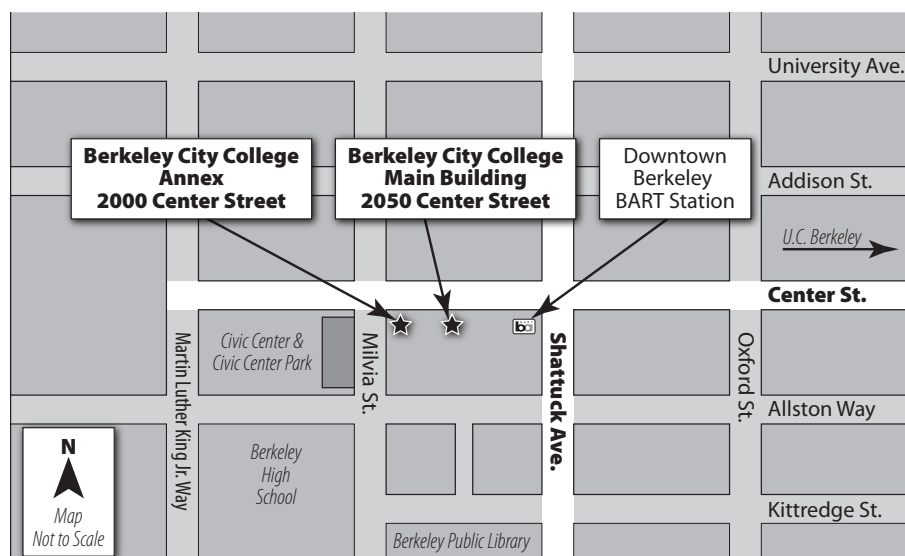 University Ave.
Berkeley City College
Annex
2000 Center Street
Berkeley City College
Main Building
2050 Center Street
Downtown
Berkeley
BART Station
Addison St.
U.C. Berkeley
Center St.
Martin Luther King Jr. Way
Civic Center &
Civic Center Park
Milvia St.
Shattuck Ave.
Oxford St.
Allston Way
N
Map
Not to Scale
Berkeley
High
School
Kittredge St.
Berkeley Public Library